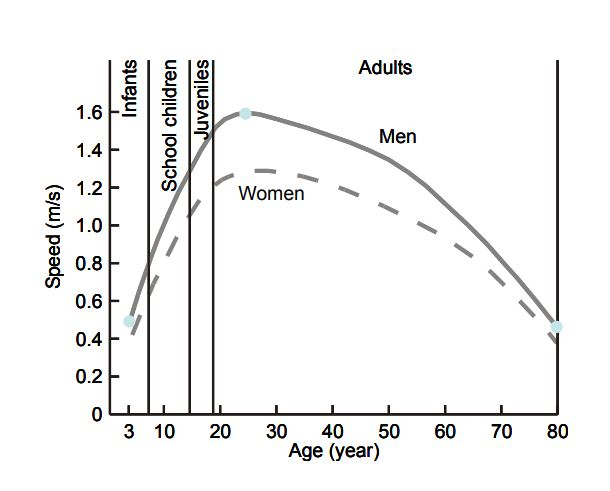 Infants
School children
Juveniles
Adults
Men
Women
Speed (m/s)
1.6
1.4
1.2
1.0
0.8
0.6
0.4
0.2
0
3 10 20 30 40 50 60 70 80
Age (year)